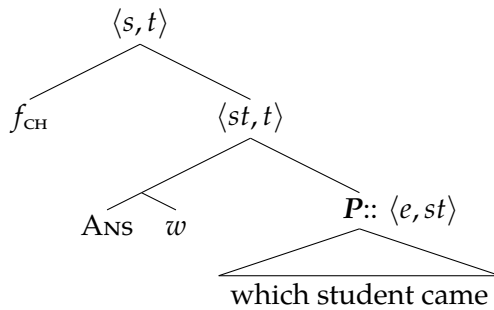 ⟨s, t⟩
f_CH
⟨st, t⟩
ANS w
P:: ⟨e, st⟩
which student came